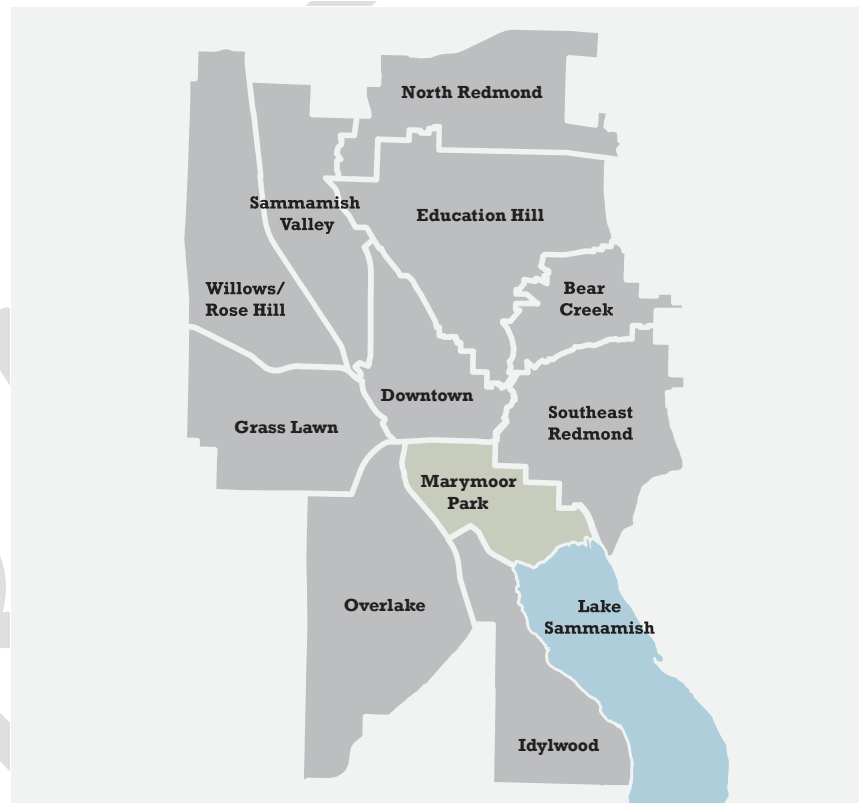 North Redmond
Sammamish
Valley
Education Hill
Willows/
Rose Hill
Bear
Creek
Downtown
Southeast
Redmond
Grass Lawn
Marymoor
Park
Overlake
Lake
Sammamish
Idylwood